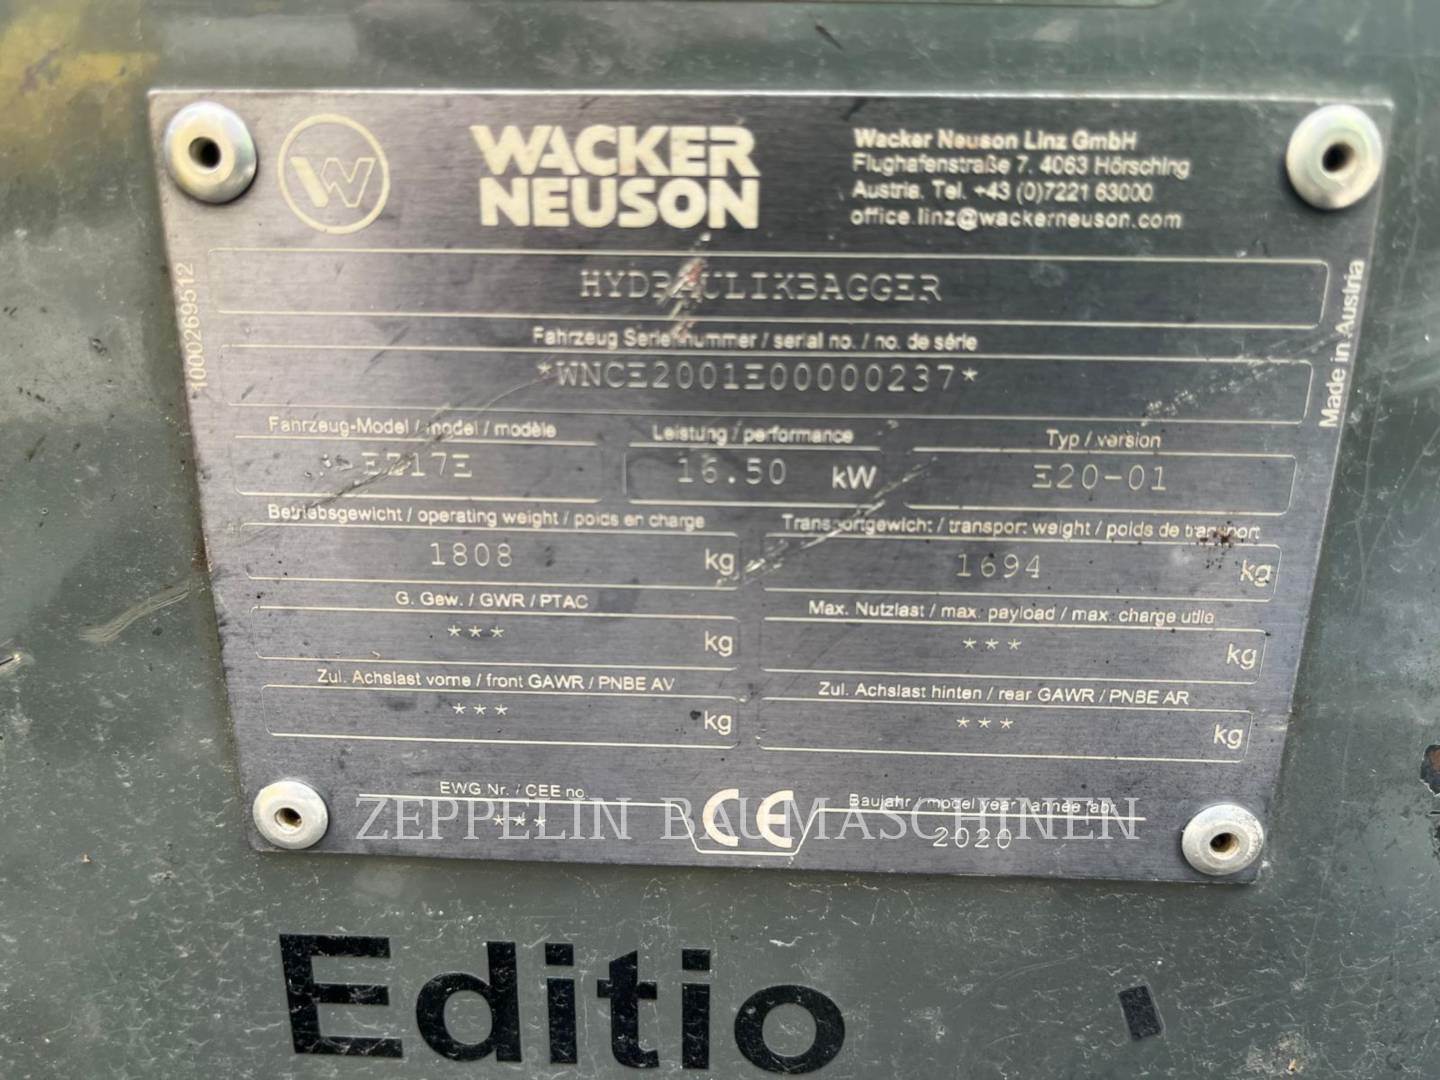 WACKER
NEUSON
Wacker Neuson Linz GmbH
Flughafenstraße 7, 4063 Hörsching
Austria, Tel. +43 (0)7221 63000
office.linz@wackerneuson.com
1000269512
Made in Austria
HYDRAULIKBAGGER
Fahrzeug Seriennummer / serial no. / no. de série
*WNCE2001E00000237*
Fahrzeug-Model / model / modèle
EZ17E
Leistung / performance
16.50 kW
Typ / version
E20-01
Betriebsgewicht / operating weight / poids en charge
1808 kg
Transportgewicht / transport weight / poids de transport
1694 kg
G. Gew. / GWR / PTAC
*** kg
Max. Nutzlast / max. payload / max. charge utile
*** kg
Zul. Achslast vorne / front GAWR / PNBE AV
*** kg
Zul. Achslast hinten / rear GAWR / PNBE AR
*** kg
EWG Nr. / CEE no.
***
CE
Baujahr / model year / année fabr.
2020
ZEPPELIN BAUMASCHINEN
Editio